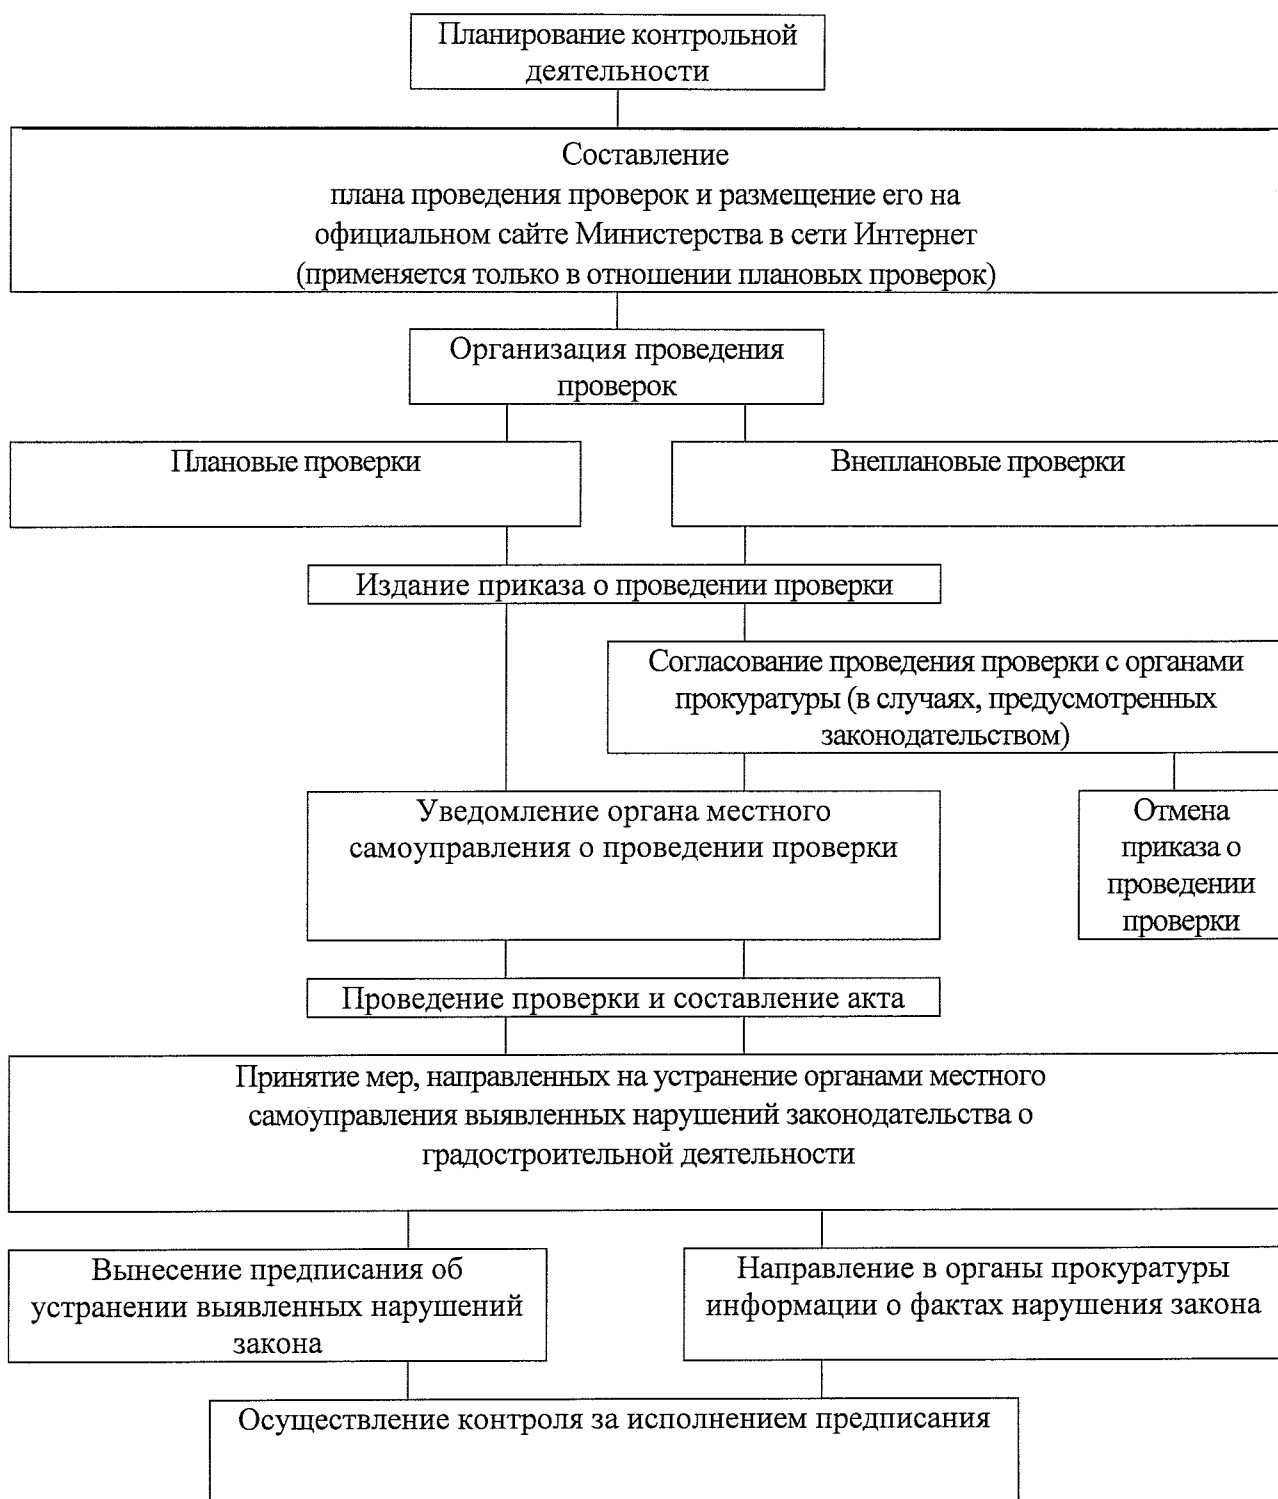 Планирование контрольной
деятельности
Составление
плана проведения проверок и размещение его на
официальном сайте Министерства в сети Интернет
(применяется только в отношении плановых проверок)
Организация проведения
проверок
Плановые проверки
Внеплановые проверки
Издание приказа о проведении проверки
Согласование проведения проверки с органами
прокуратуры (в случаях, предусмотренных
законодательством)
Уведомление органа местного
самоуправления о проведении проверки
Отмена
приказа о
проведении
проверки
Проведение проверки и составление акта
Принятие мер, направленных на устранение органами местного
самоуправления выявленных нарушений законодательства о
градостроительной деятельности
Вынесение предписания об
устранении выявленных нарушений
закона
Направление в органы прокуратуры
информации о фактах нарушения закона
Осуществление контроля за исполнением предписания